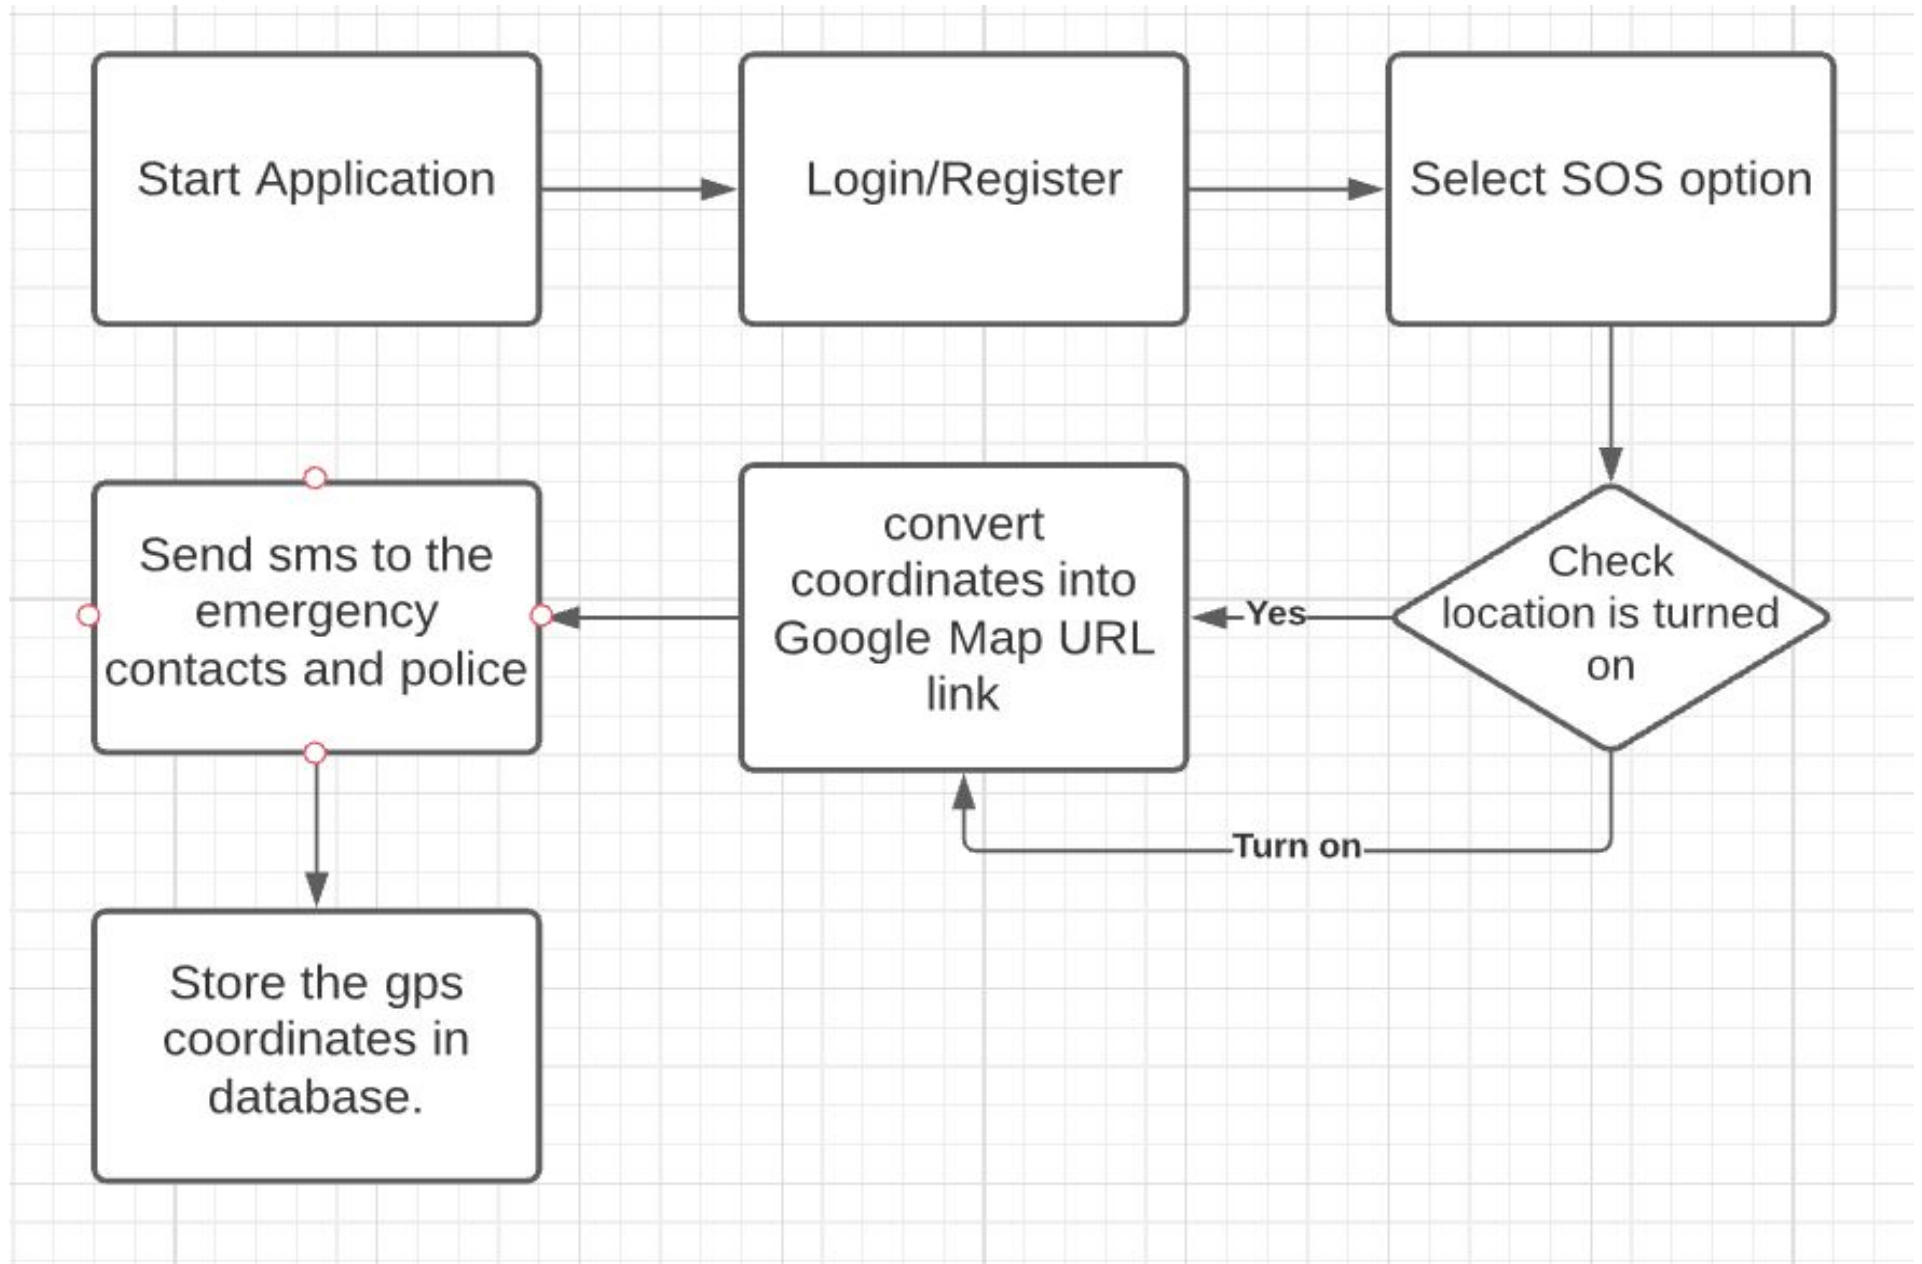 Start Application
Login/Register
Select SOS option
Check
location is turned
on
Yes
Turn on
convert
coordinates into
Google Map URL
link
Send sms to the
emergency
contacts and police
Store the gps
coordinates in
database.